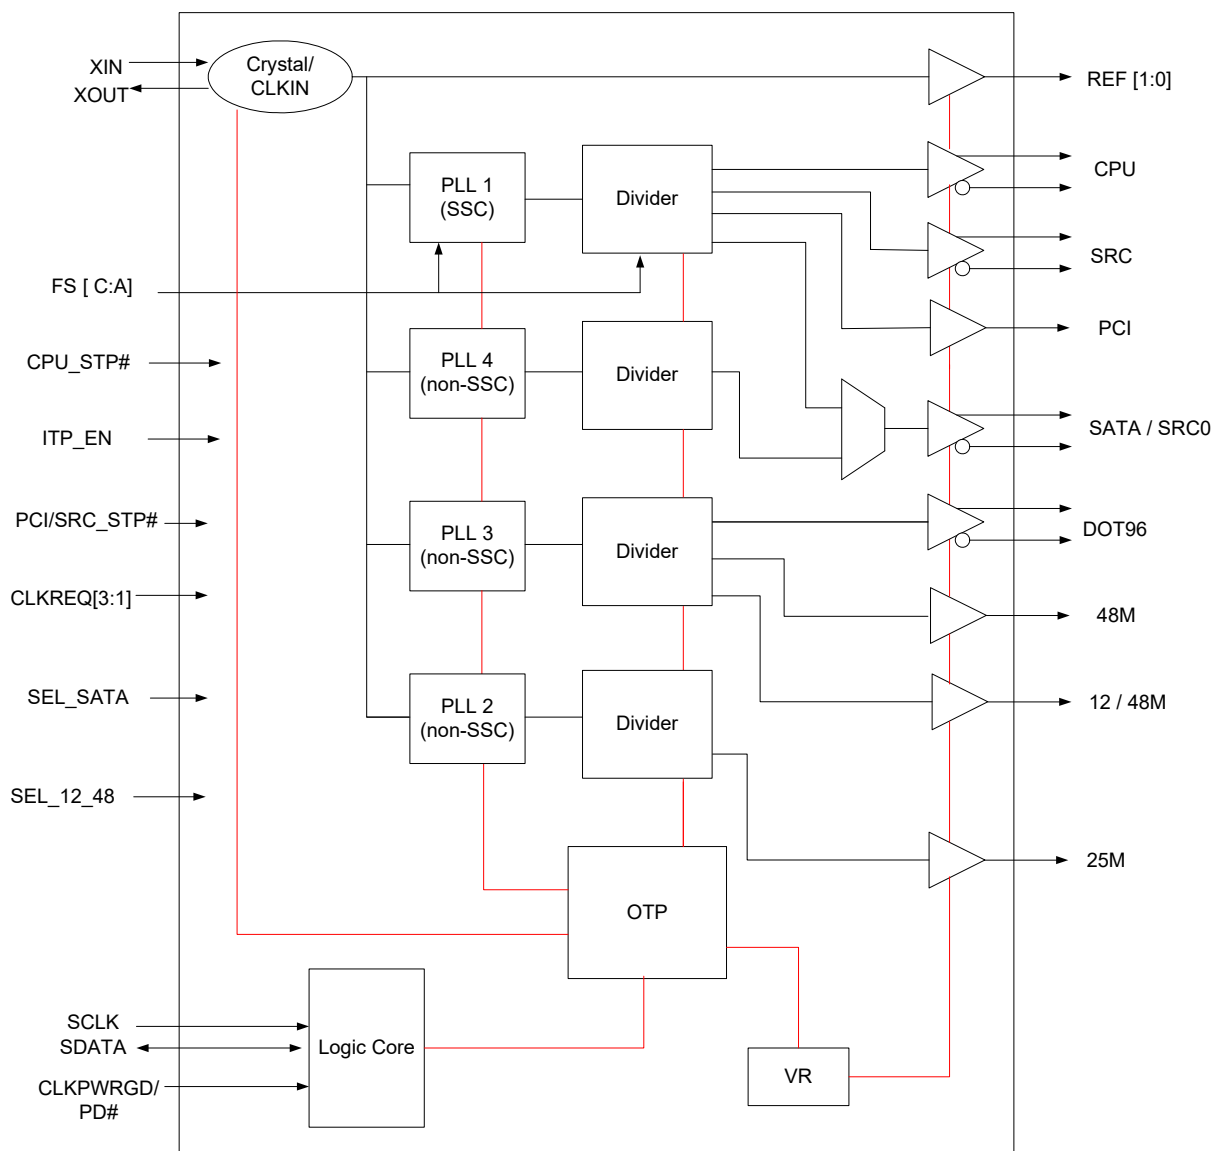 XIN
XOUT
Crystal/
CLKIN
REF [1:0]
PLL 1
(SSC)
Divider
CPU
SRC
FS [ C:A]
PCI
CPU_STP#
PLL 4
(non-SSC)
Divider
ITP_EN
SATA / SRC0
PCI/SRC_STP#
PLL 3
(non-SSC)
Divider
DOT96
CLKREQ[3:1]
48M
SEL_SATA
PLL 2
(non-SSC)
Divider
12 / 48M
SEL_12_48
25M
OTP
SCLK
SDATA
Logic Core
CLKPWRGD/
PD#
VR